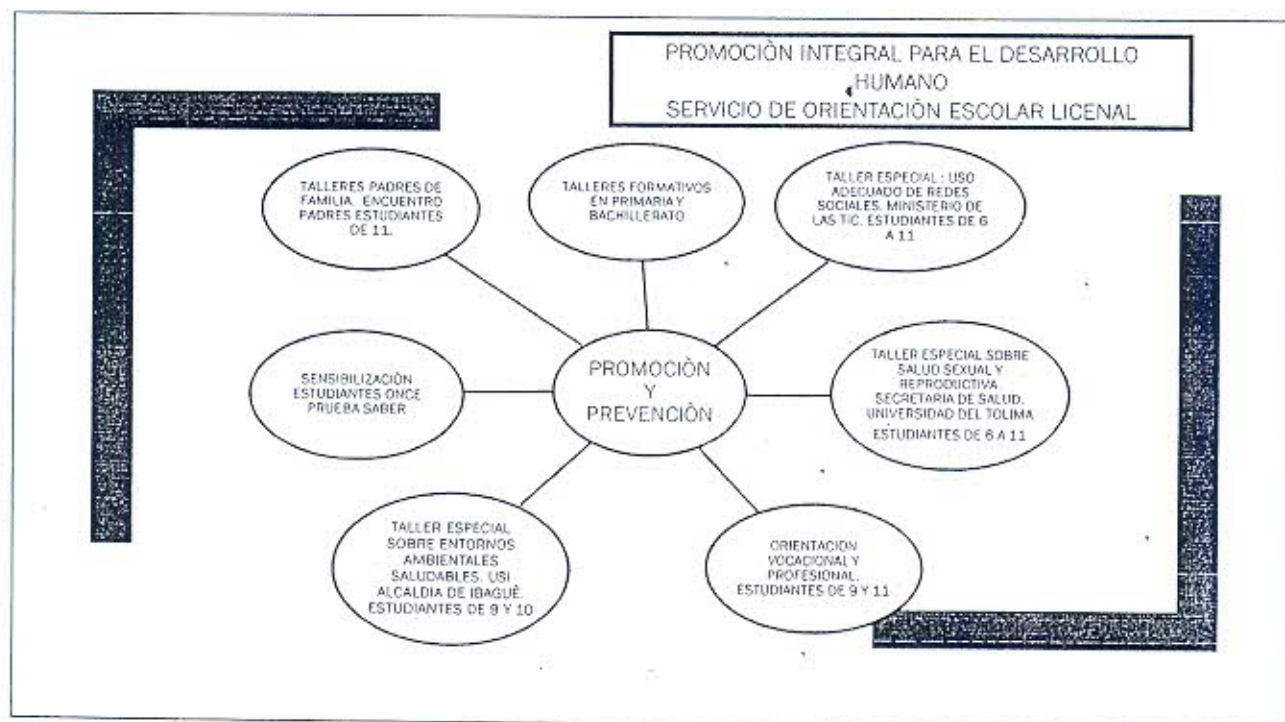 PROMOCIÒN INTEGRAL PARA EL DESARROLLO
HUMANO
SERVICIO DE ORIENTACIÒN ESCOLAR LICENAL
TALLERES PADRES DE
FAMILIA. ENCUENTRO
PADRES ESTUDIANTES
DE 11.
TALLERES FORMATIVOS
EN PRIMARIA Y
BACHILLERATO
TALLER ESPECIAL : USO
ADECUADO DE REDES
SOCIALES. MINISTERIO DE
LAS TIC. ESTUDIANTES DE 6
A 11
SENSIBILIZACIÒN
ESTUDIANTES ONCE
PRUEBA SABER
PROMOCIÒN
Y
PREVENCIÒN
TALLER ESPECIAL SOBRE
SALUD SEXUAL Y
REPRODUCTIVA
SECRETARIA DE SALUD.
UNIVERSIDAD DEL TOLIMA
ESTUDIANTES DE 6 A 11
TALLER ESPECIAL
SOBRE ENTORNOS
AMBIENTALES
SALUDABLES. USI
ALCALDIA DE IBAGUÈ.
ESTUDIANTES DE 9 Y 10
ORIENTACION
VOCACIONAL Y
PROFESIONAL.
ESTUDIANTES DE 9 Y 11